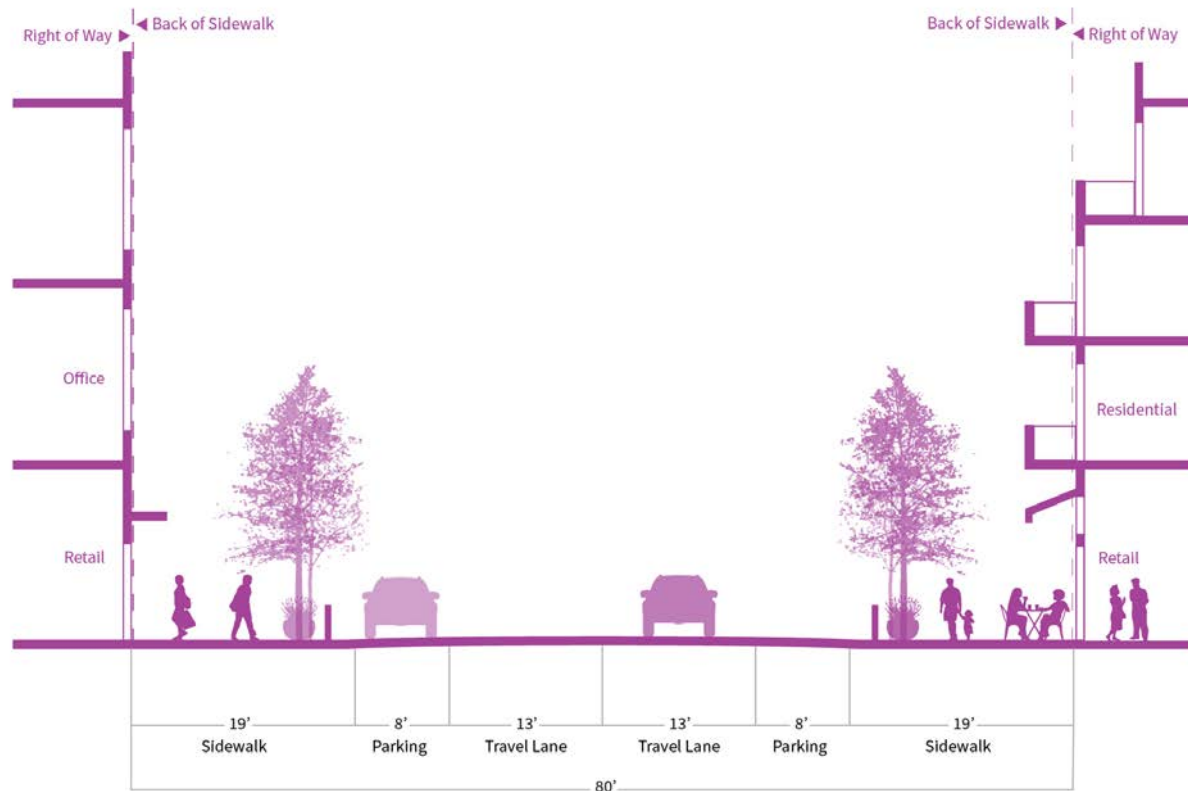 Back of Sidewalk
Right of Way
Back of Sidewalk
Right of Way
Office
Residential
Retail
Retail
19’
8’
13’
13’
8’
19’
Sidewalk
Parking
Travel Lane
Travel Lane
Parking
Sidewalk
80’